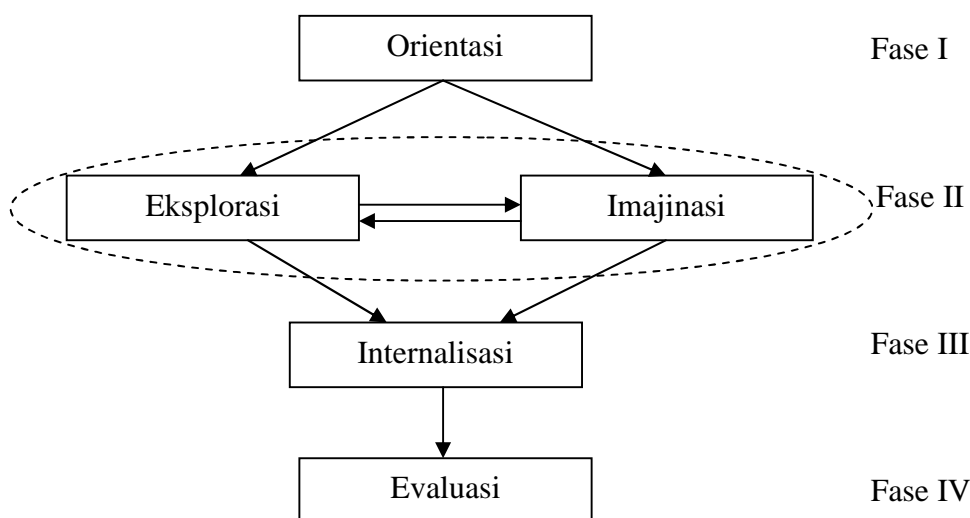 Orientasi
Fase I
Eksplorasi
Imajinasi
Fase II
Internalisasi
Fase III
Evaluasi
Fase IV